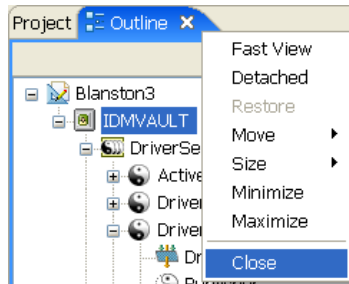 Project Outline
Fast View
Detached
Restore
Move
Size
Minimize
Maximize
Close
Blanston3
IDMVAULT
DriverSe
Active
Driver
Driver
Dr